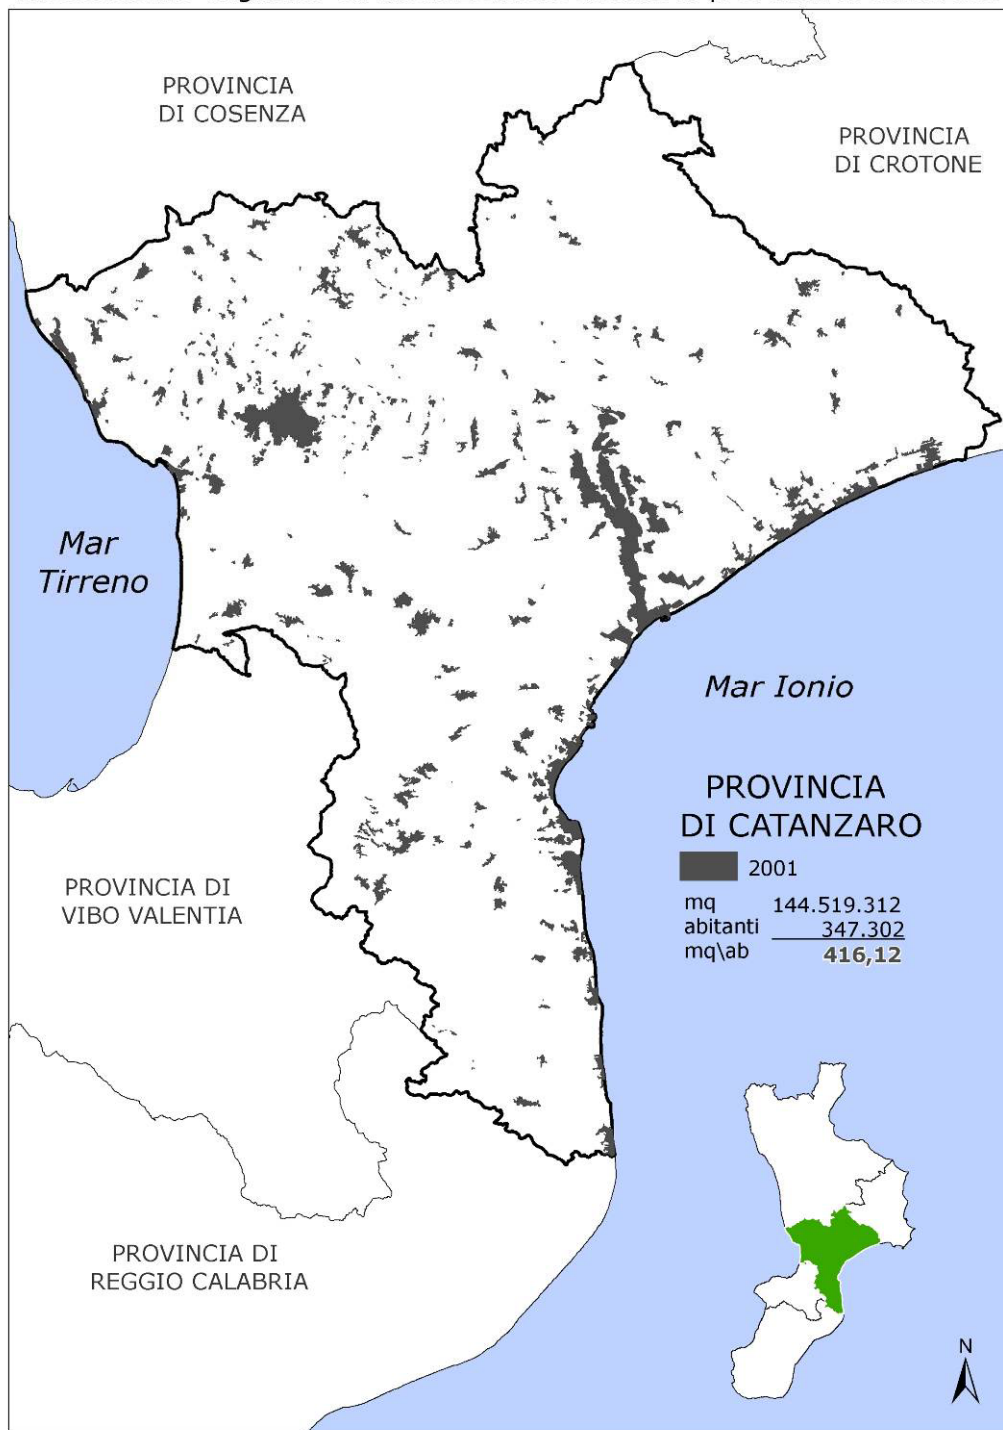 PROVINCIA
DI COSENZA
PROVINCIA
DI CROTONE
Mar
Tirreno
Mar Ionio
PROVINCIA
DI CATANZARO
2001
mq 144.519.312
abitanti 347.302
mq\ab 416,12
PROVINCIA DI
VIBO VALENTIA
PROVINCIA DI
REGGIO CALABRIA
N